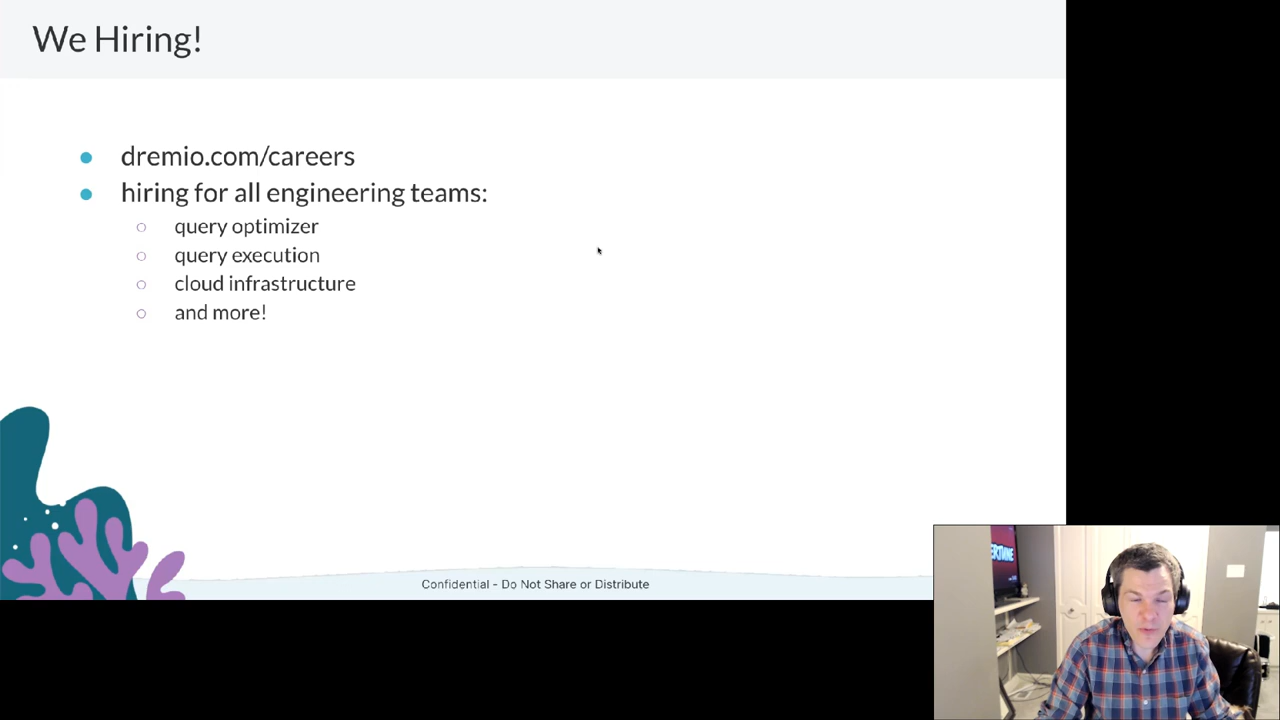 We Hiring!
dremio.com/careers
hiring for all engineering teams:
query optimizer
query execution
cloud infrastructure
and more!
Confidential - Do Not Share or Distribute